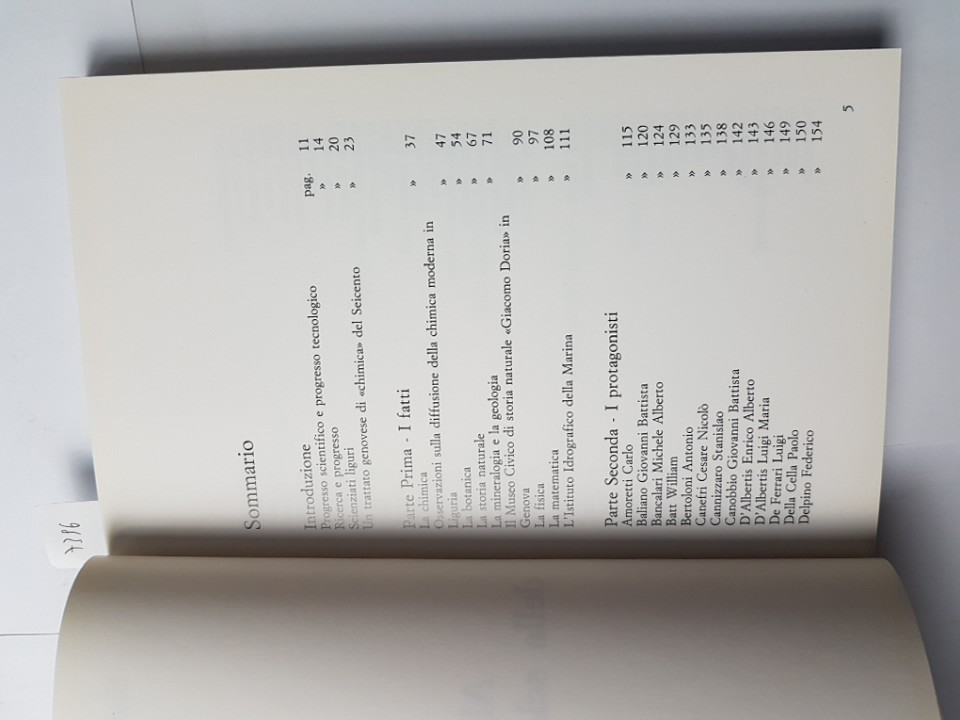 Sommario
Introduzione
Progresso scientifico e progresso tecnologico pag. 11
Ricerca e progresso » 14
Scienziati liguri » 20
Un trattato genovese di «chimica» del Seicento » 23
Parte Prima - I fatti
La chimica » 37
Osservazioni sulla diffusione della chimica moderna in
Liguria » 47
La botanica » 54
La storia naturale » 67
La mineralogia e la geologia » 71
Il Museo Civico di storia naturale «Giacomo Doria» in
Genova » 90
La fisica » 97
La matematica » 108
L'Istituto Idrografico della Marina » 111
Parte Seconda - I protagonisti
Amoretti Carlo » 115
Baliano Giovanni Battista » 120
Bancalari Michele Alberto » 124
Batt William » 129
Bertoloni Antonio » 133
Canefri Cesare Nicolò » 135
Cannizzaro Stanislao » 138
Canobbio Giovanni Battista » 142
D'Albertis Enrico Alberto » 143
D'Albertis Luigi Maria » 146
De Ferrari Luigi » 149
Della Cella Paolo » 150
Delpino Federico » 154
5
7396